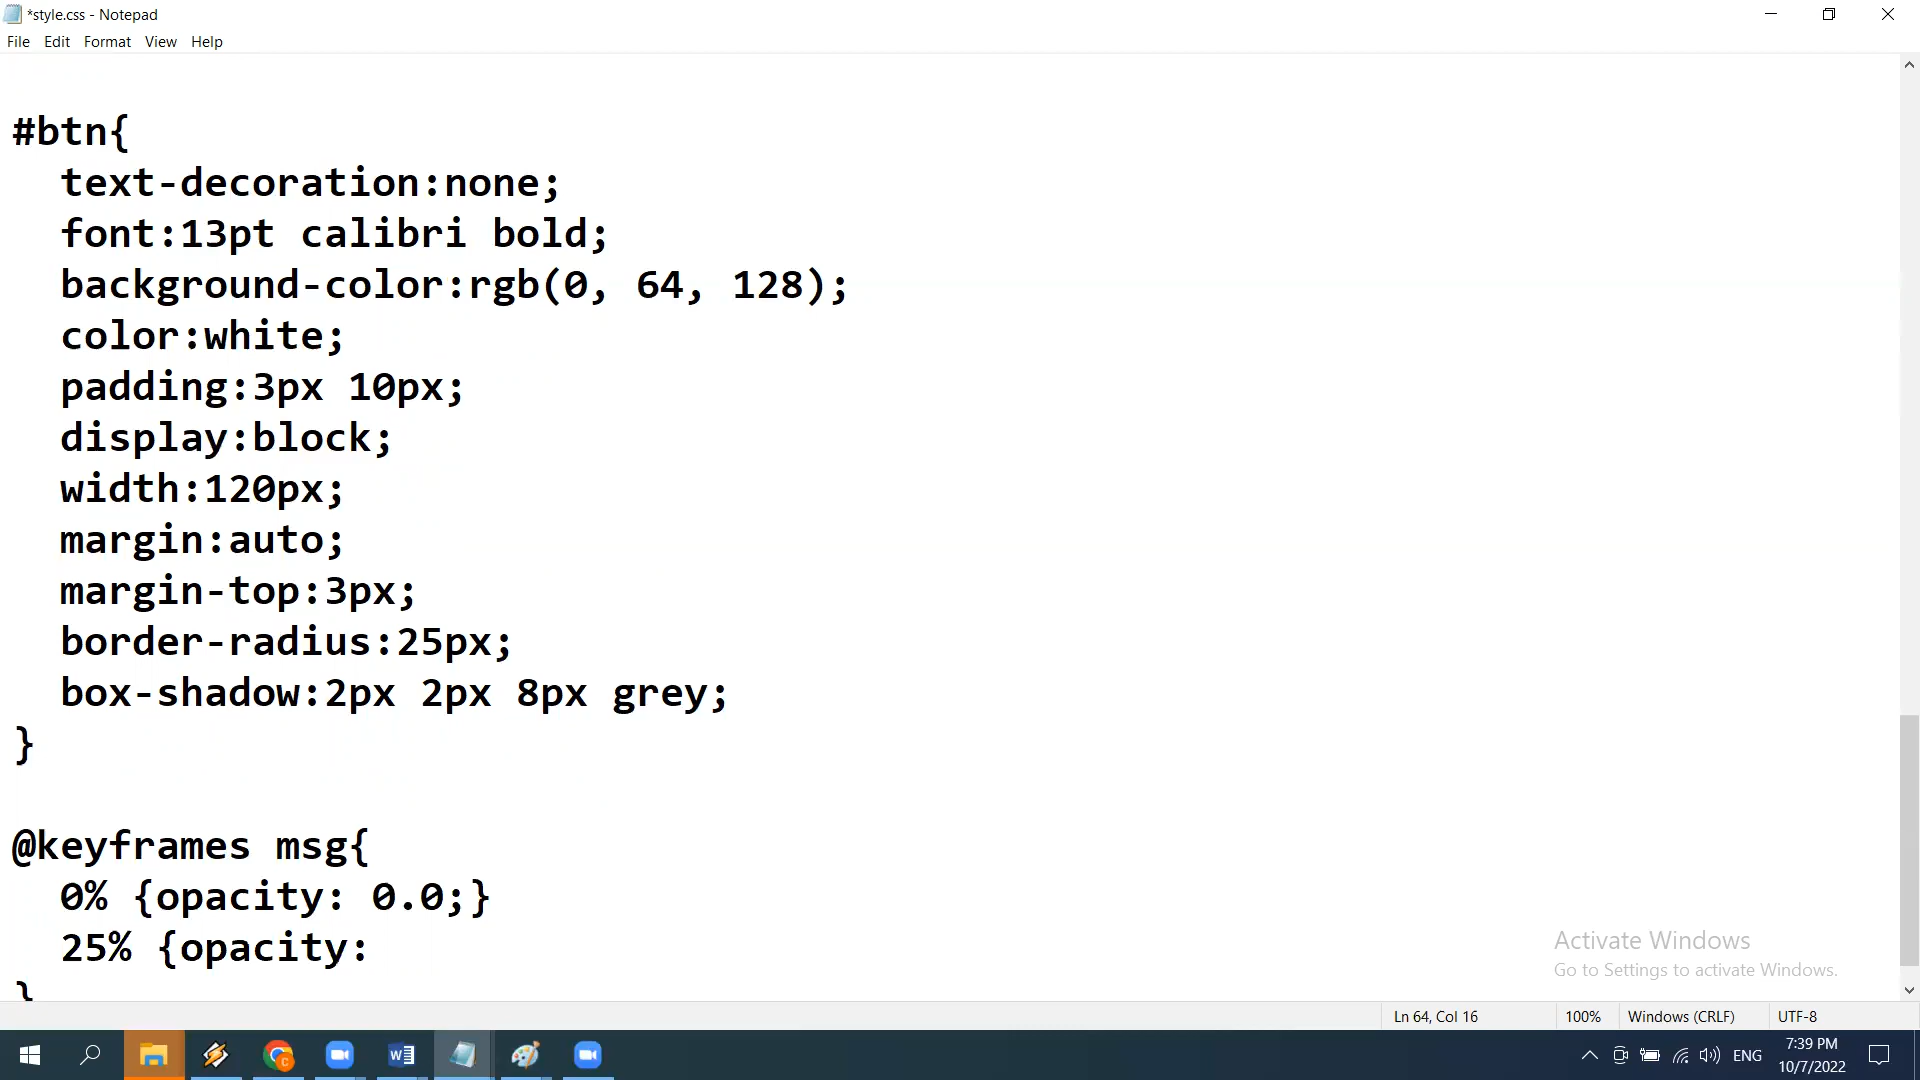 *style.css - Notepad
File Edit Format View Help
#btn{
text-decoration:none;
font:13pt calibri bold;
background-color:rgb(0, 64, 128);
color:white;
padding:3px 10px;
display:block;
width:120px;
margin:auto;
margin-top:3px;
border-radius:25px;
box-shadow:2px 2px 8px grey;
}
@keyframes msg{
0% {opacity: 0.0;}
25% {opacity:
}
Activate Windows
Go to Settings to activate Windows.
Ln 64, Col 16 100% Windows (CRLF) UTF-8
ENG 7:39 PM
10/7/2022